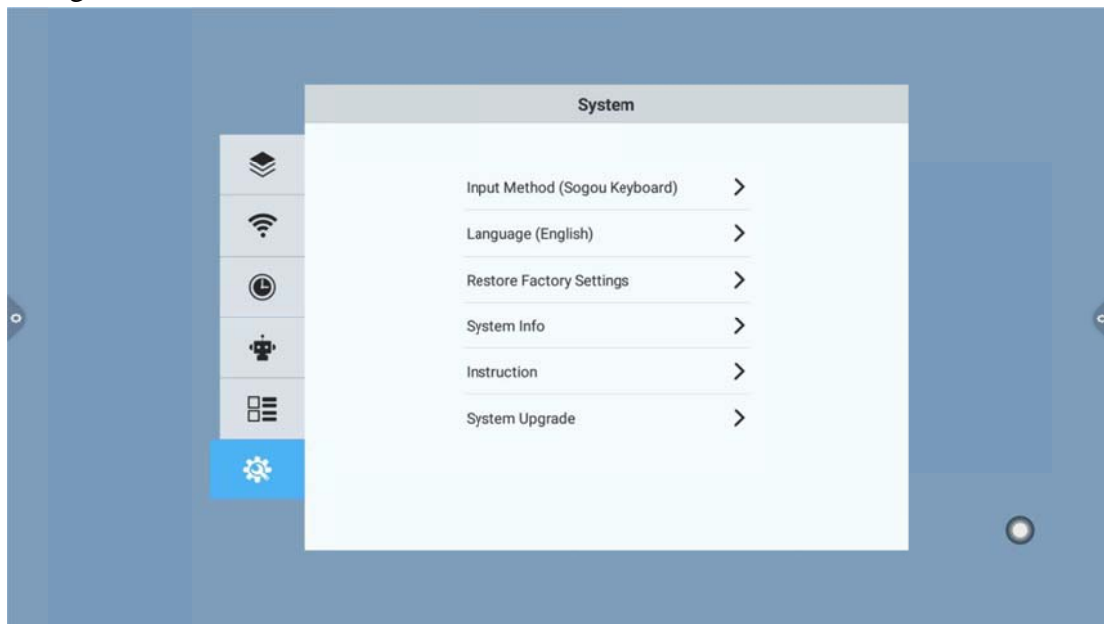 System
Input Method (Sogou Keyboard)
Language (English)
Restore Factory Settings
System Info
Instruction
System Upgrade